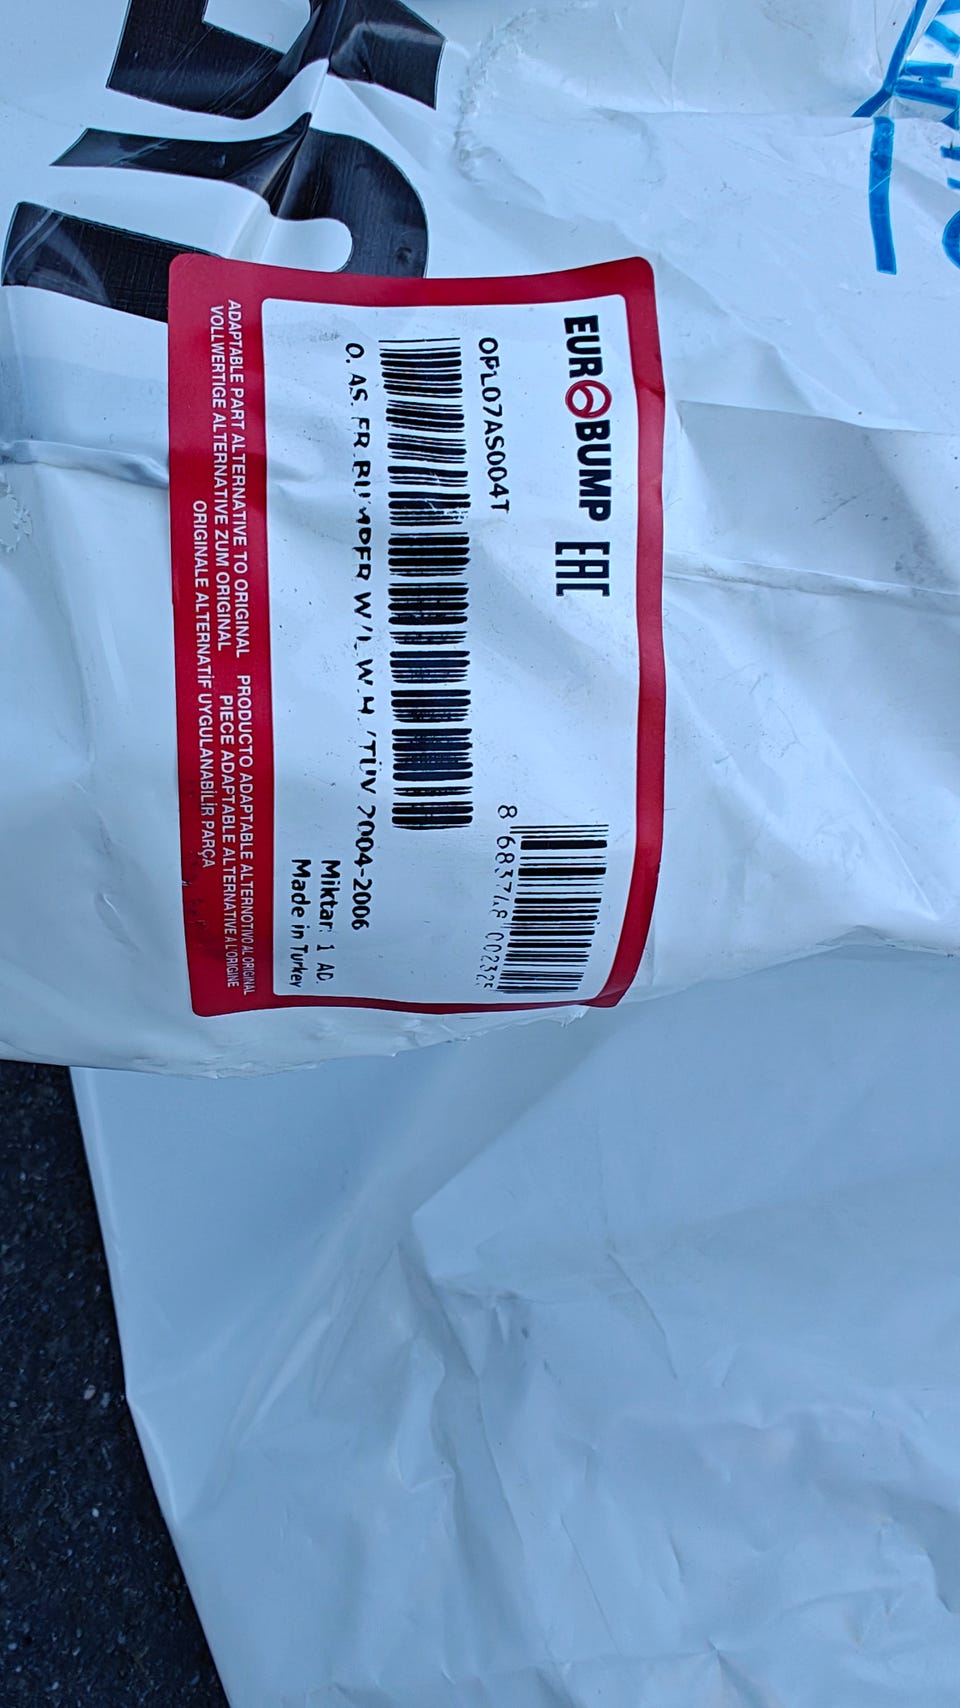 EUROBUMP EAC
OPL07AS004T
O. AS. FR. BUMPER W/L.W.H. /TÜV 2004-2006
Miktar: 1 AD.
Made in Turkey
ADAPTABLE PART ALTERNATIVE TO ORIGINAL PRODUCTO ADAPTABLE ALTERNOTIVO AL ORIGINAL
VOLLWERTIGE ALTERNATIVE ZUM ORIGINAL PIECE ADAPTABLE ALTERNATIVE A L'ORIGINE
ORIGINALE ALTERNATİF UYGULANABİLİR PARÇA